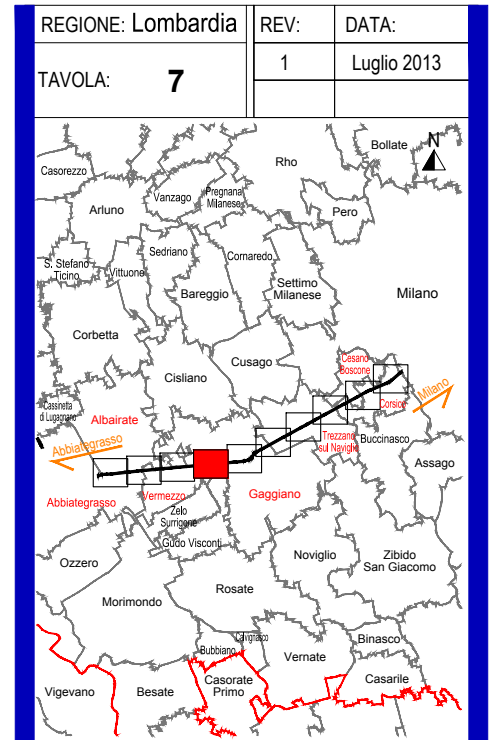 REGIONE: Lombardia
REV:
DATA:
TAVOLA: 7
1
Luglio 2013
N
Bollate
Rho
Casorezzo
Vanzago
Pregnana
Milanese
Arluno
Pero
Sedriano
Cornaredo
S. Stefano
Ticino
Vittuone
Settimo
Milanese
Bareggio
Milano
Corbetta
Cusago
Cesano
Boscone
Cisliano
Milano
Corsico
Cassinetta
di Lugagnano
Albairate
Trezzano
sul Naviglio
Buccinasco
Abbiategrasso
Assago
Abbiategrasso
Vermezzo
Gaggiano
Zelo
Surrigone
Gudo Visconti
Noviglio
Zibido
San Giacomo
Ozzero
Rosate
Morimondo
Calvignasco
Binasco
Bubbiano
Vernate
Vigevano
Besate
Casorate
Primo
Casarile